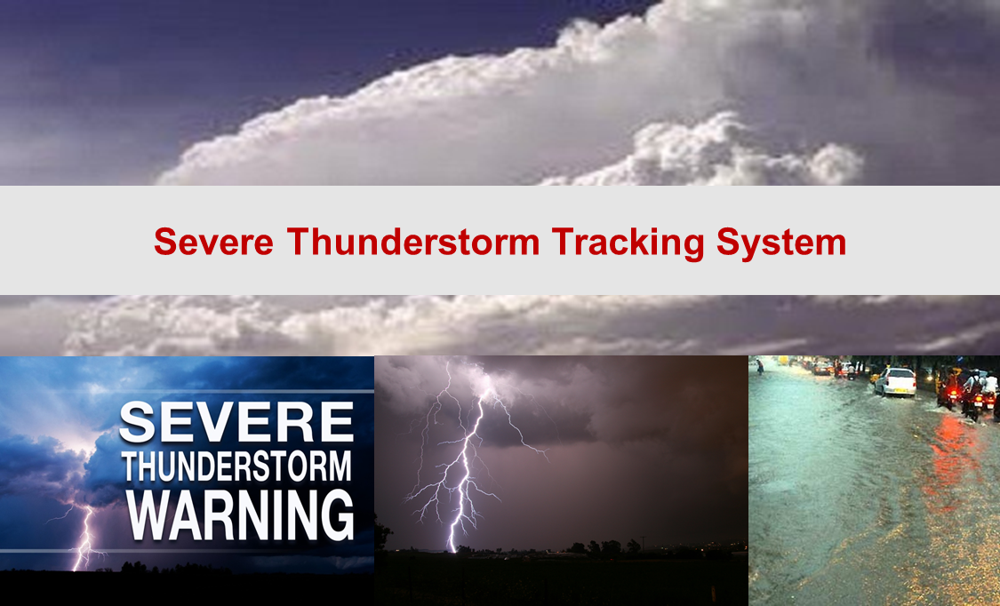 Severe Thunderstorm Tracking System
SEVERE
THUNDERSTORM
WARNING